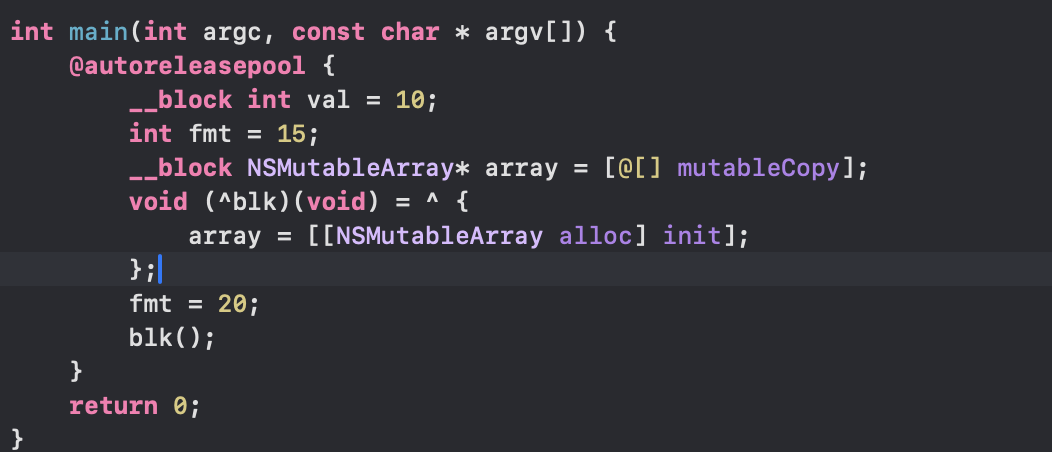 int main(int argc, const char * argv[]) {
    @autoreleasepool {
        __block int val = 10;
        int fmt = 15;
        __block NSMutableArray* array = [@[] mutableCopy];
        void (^blk)(void) = ^ {
            array = [[NSMutableArray alloc] init];
        };
        fmt = 20;
        blk();
    }
    return 0;
}